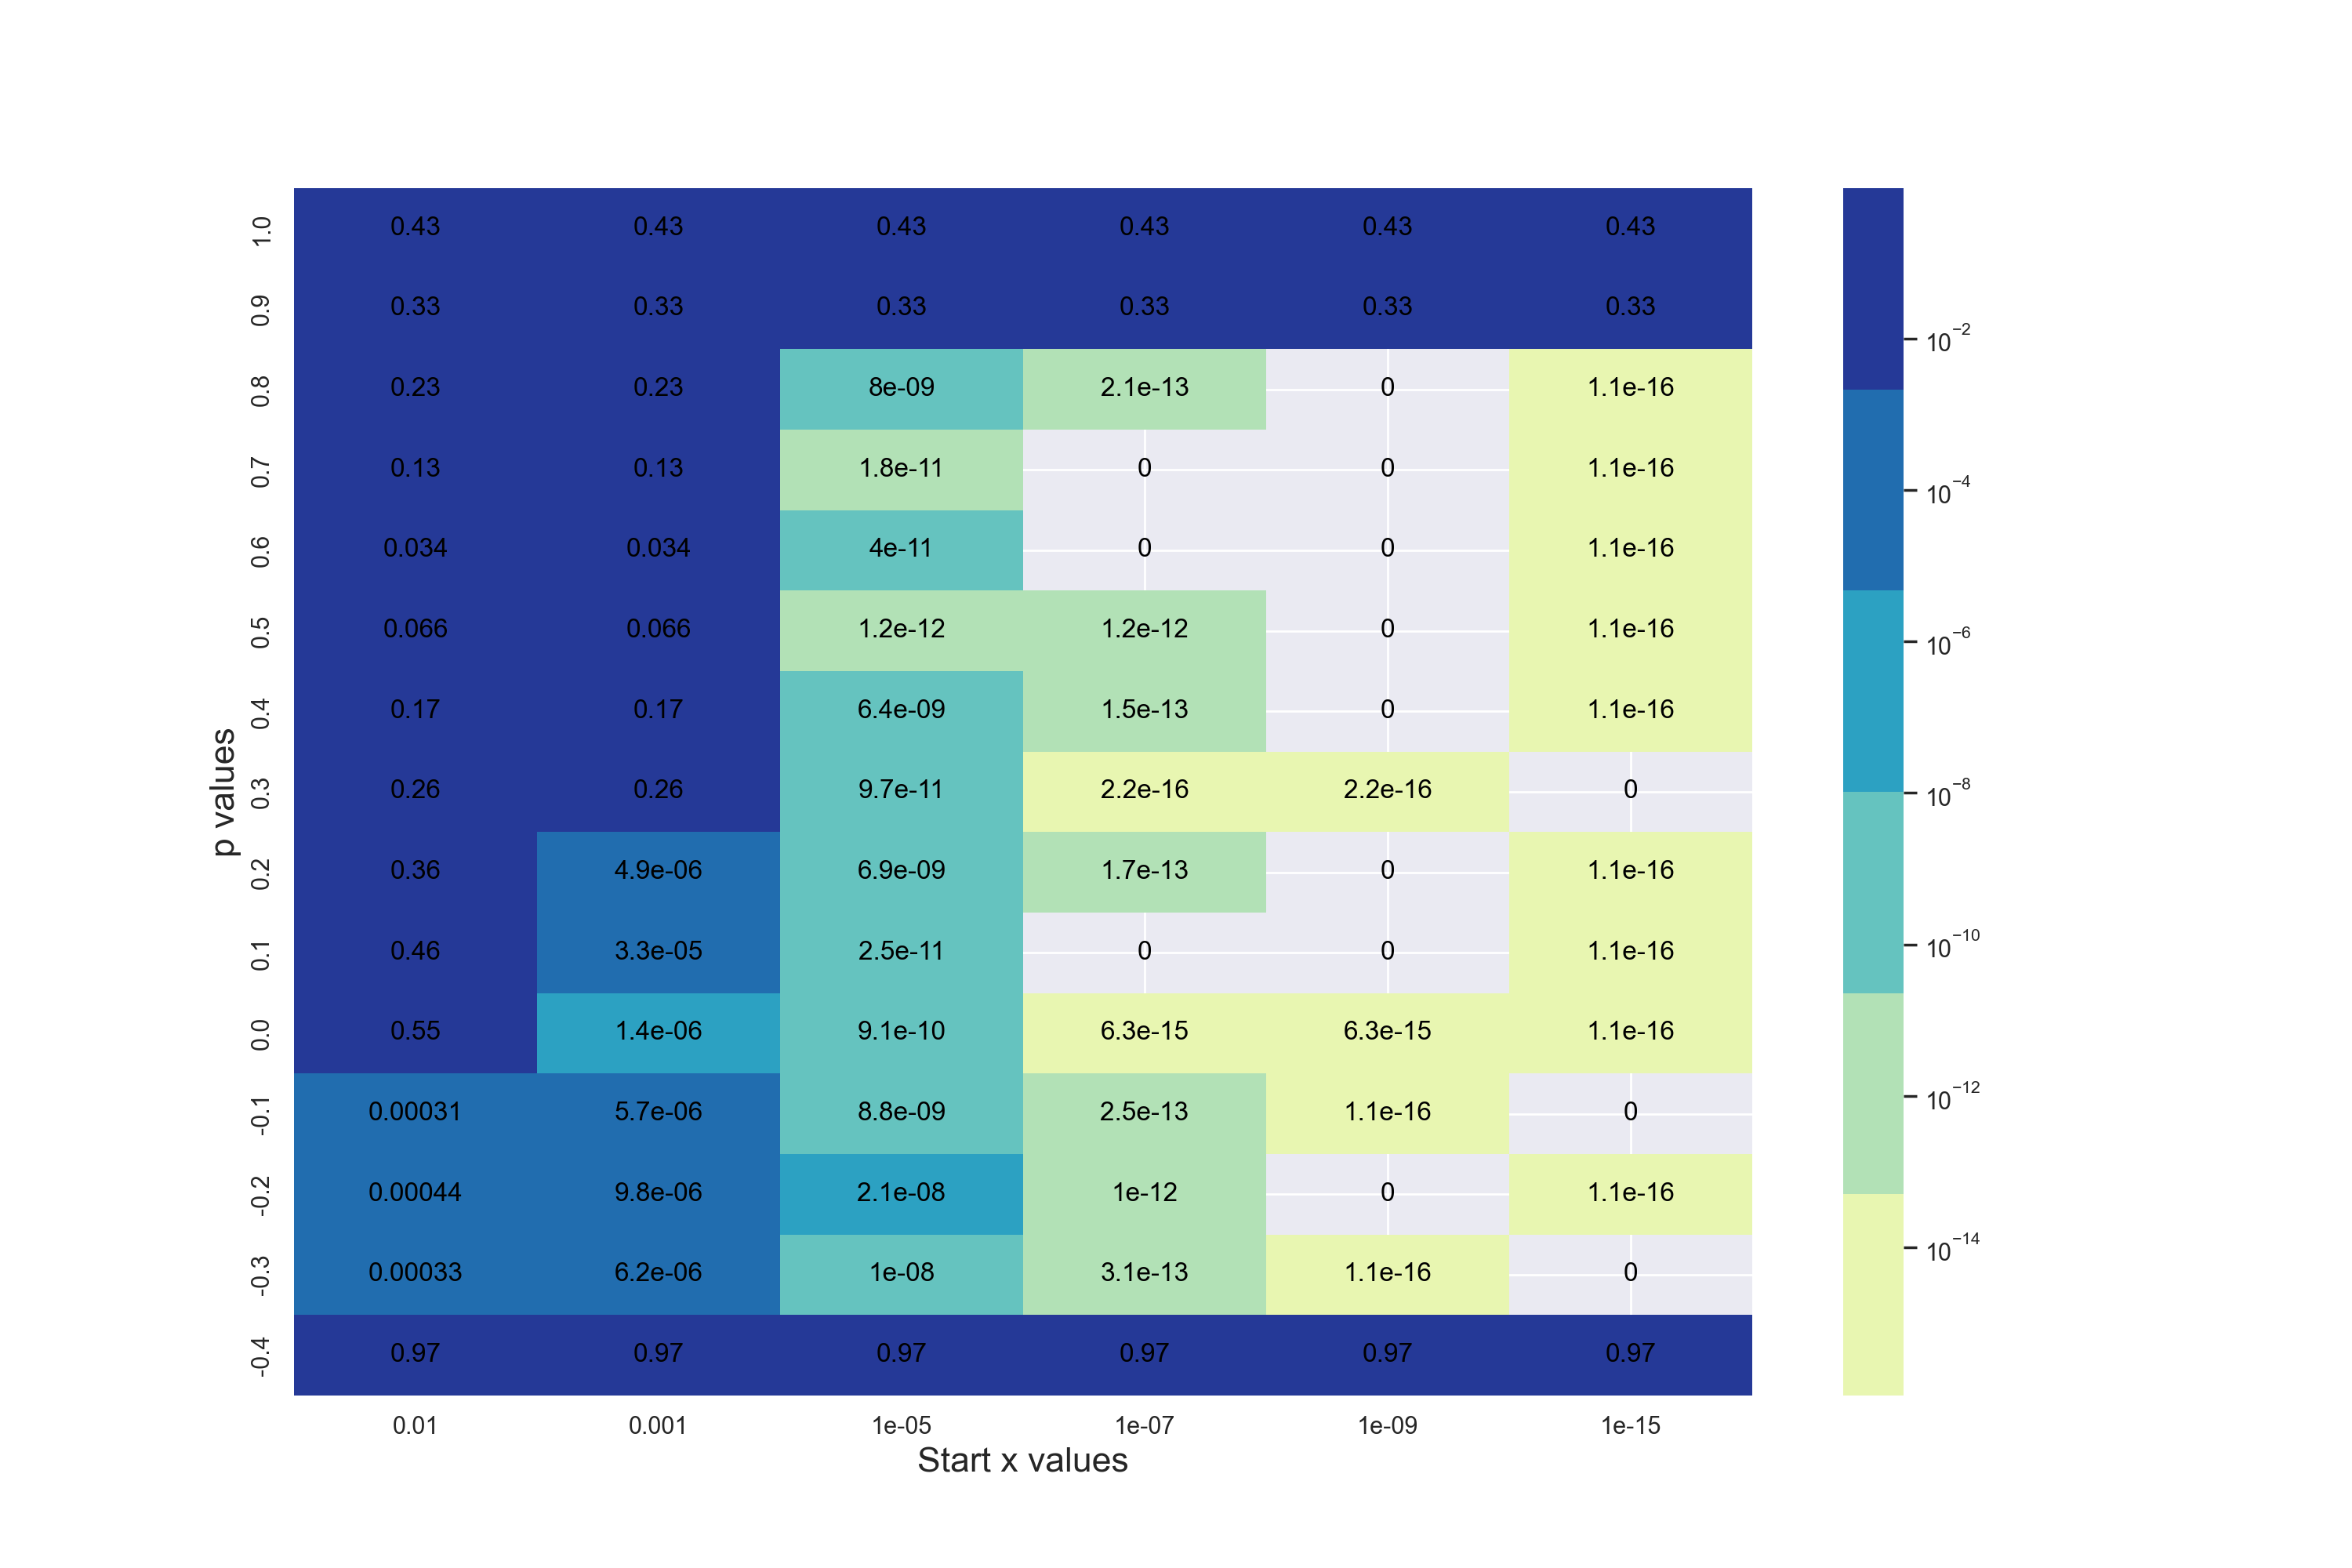 1.0 0.43 0.43 0.43 0.43 0.43 0.43
0.9 0.33 0.33 0.33 0.33 0.33 0.33
0.8 0.23 0.23 8e-09 2.1e-13 0 1.1e-16
0.7 0.13 0.13 1.8e-11 0 0 1.1e-16
0.6 0.034 0.034 4e-11 0 0 1.1e-16
0.5 0.066 0.066 1.2e-12 1.2e-12 0 1.1e-16
0.4 0.17 0.17 6.4e-09 1.5e-13 0 1.1e-16
0.3 0.26 0.26 9.7e-11 2.2e-16 2.2e-16 0
0.2 0.36 4.9e-06 6.9e-09 1.7e-13 0 1.1e-16
0.1 0.46 3.3e-05 2.5e-11 0 0 1.1e-16
0.0 0.55 1.4e-06 9.1e-10 6.3e-15 6.3e-15 1.1e-16
-0.1 0.00031 5.7e-06 8.8e-09 2.5e-13 1.1e-16 0
-0.2 0.00044 9.8e-06 2.1e-08 1e-12 0 1.1e-16
-0.3 0.00033 6.2e-06 1e-08 3.1e-13 1.1e-16 0
-0.4 0.97 0.97 0.97 0.97 0.97 0.97
0.01 0.001 1e-05 1e-07 1e-09 1e-15
Start x values
p values
10⁻²
10⁻⁴
10⁻⁶
10⁻⁸
10⁻¹⁰
10⁻¹²
10⁻¹⁴